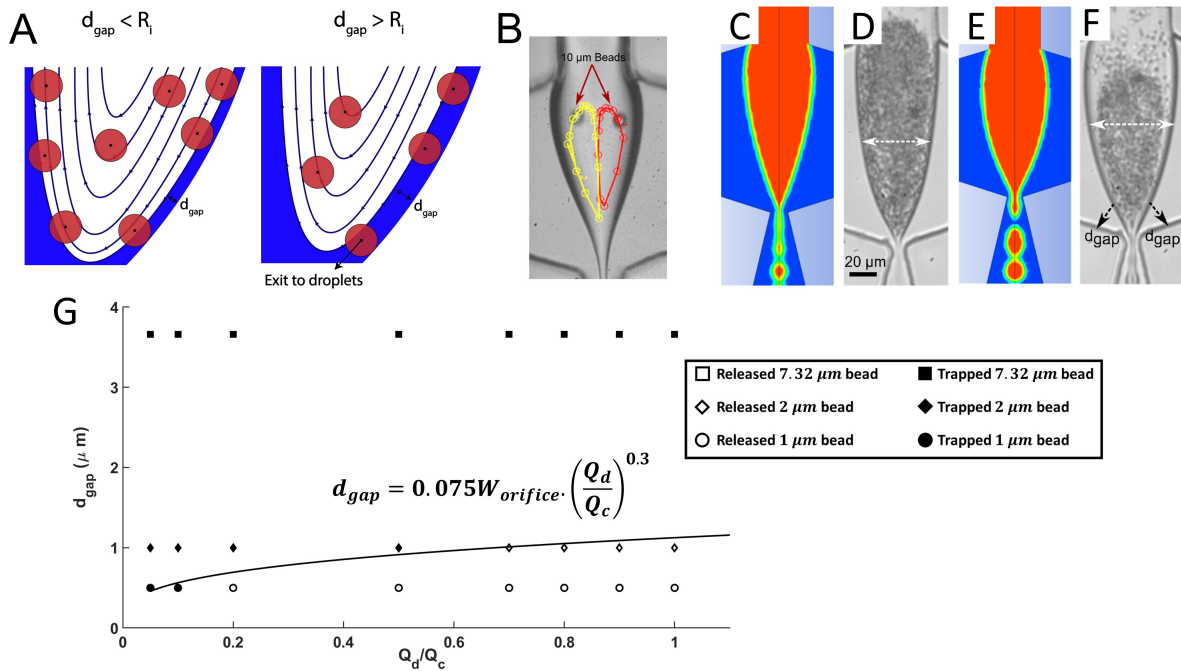 A
d_gap < R_i
d_gap > R_i
d_gap
d_gap
Exit to droplets
B
10 μm Beads
C
D
20 μm
E
F
d_gap
d_gap
G
4
3
2
1
0
d_gap (μ m)
d_gap = 0.075W_orifice. (Q_d/Q_c)^0.3
0
0.2
0.4
0.6
0.8
1
Q_d/Q_c
Released 7.32 μm bead
Trapped 7.32 μm bead
Released 2 μm bead
Trapped 2 μm bead
Released 1 μm bead
Trapped 1 μm bead